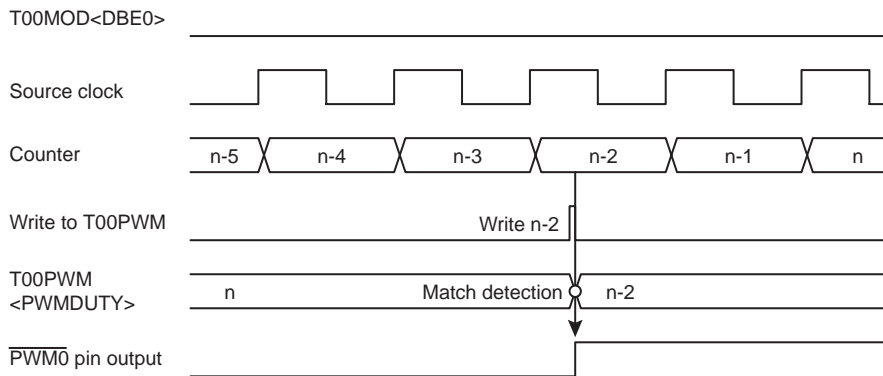 T00MOD<DBE0>
Source clock
Counter n-5 n-4 n-3 n-2 n-1 n
Write to T00PWM Write n-2
T00PWM
<PWMDUTY> n Match detection n-2
PWM0 pin output